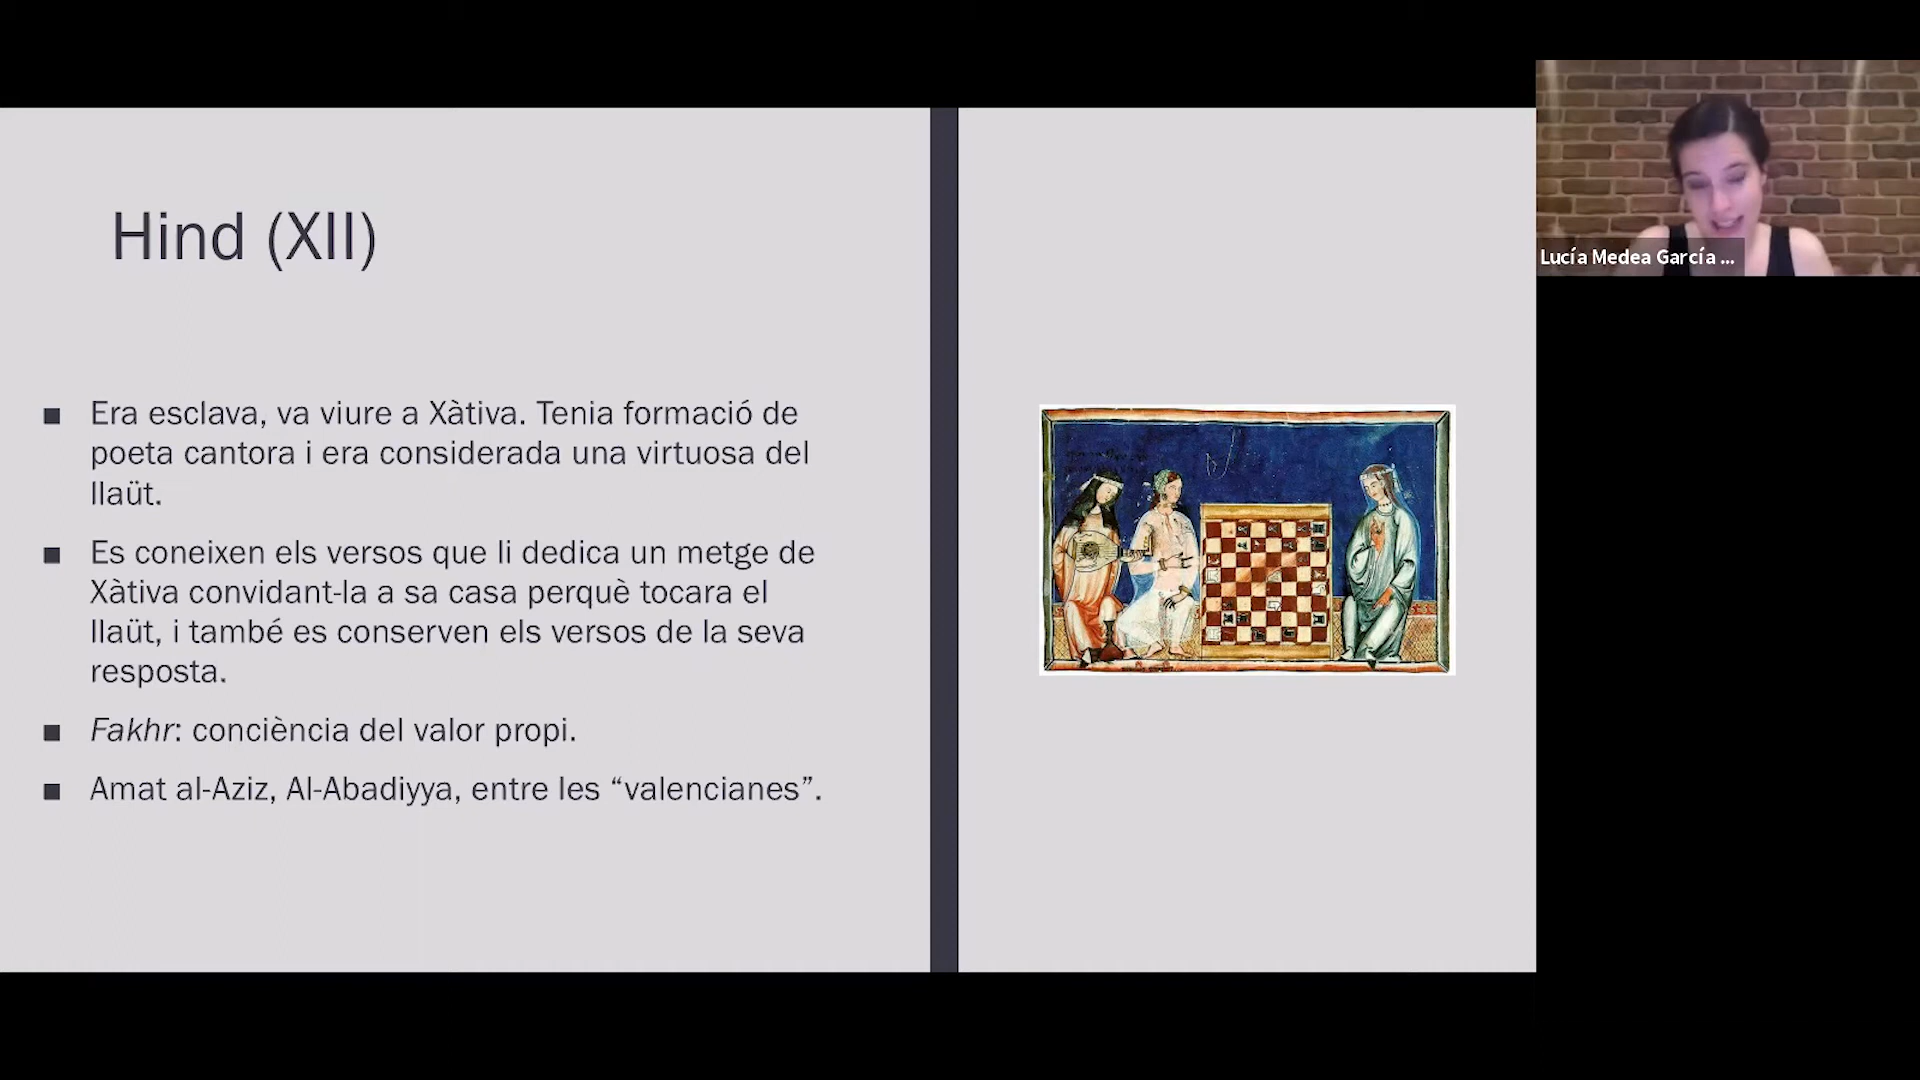 Hind (XII)
Era esclava, va viure a Xàtiva. Tenia formació de
poeta cantora i era considerada una virtuosa del
llaüt.
Es coneixen els versos que li dedica un metge de
Xàtiva convidant-la a sa casa perquè tocara el
llaüt, i també es conserven els versos de la seva
resposta.
Fakhr: conciència del valor propi.
Amat al-Aziz, Al-Abadiyya, entre les “valencianes”.
Lucía Medea García ...